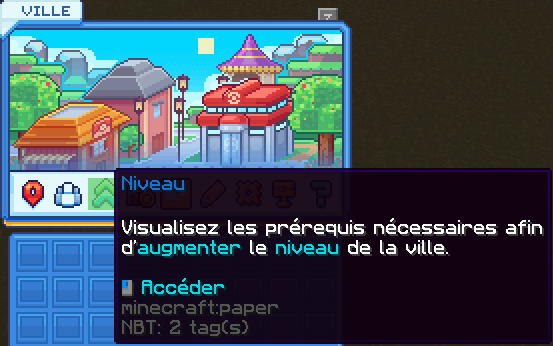 VILLE
Niveau
Visualisez les prérequis nécessaires afin
d'augmenter le niveau de la ville.
Accéder
minecraft:paper
NBT: 2 tag(s)